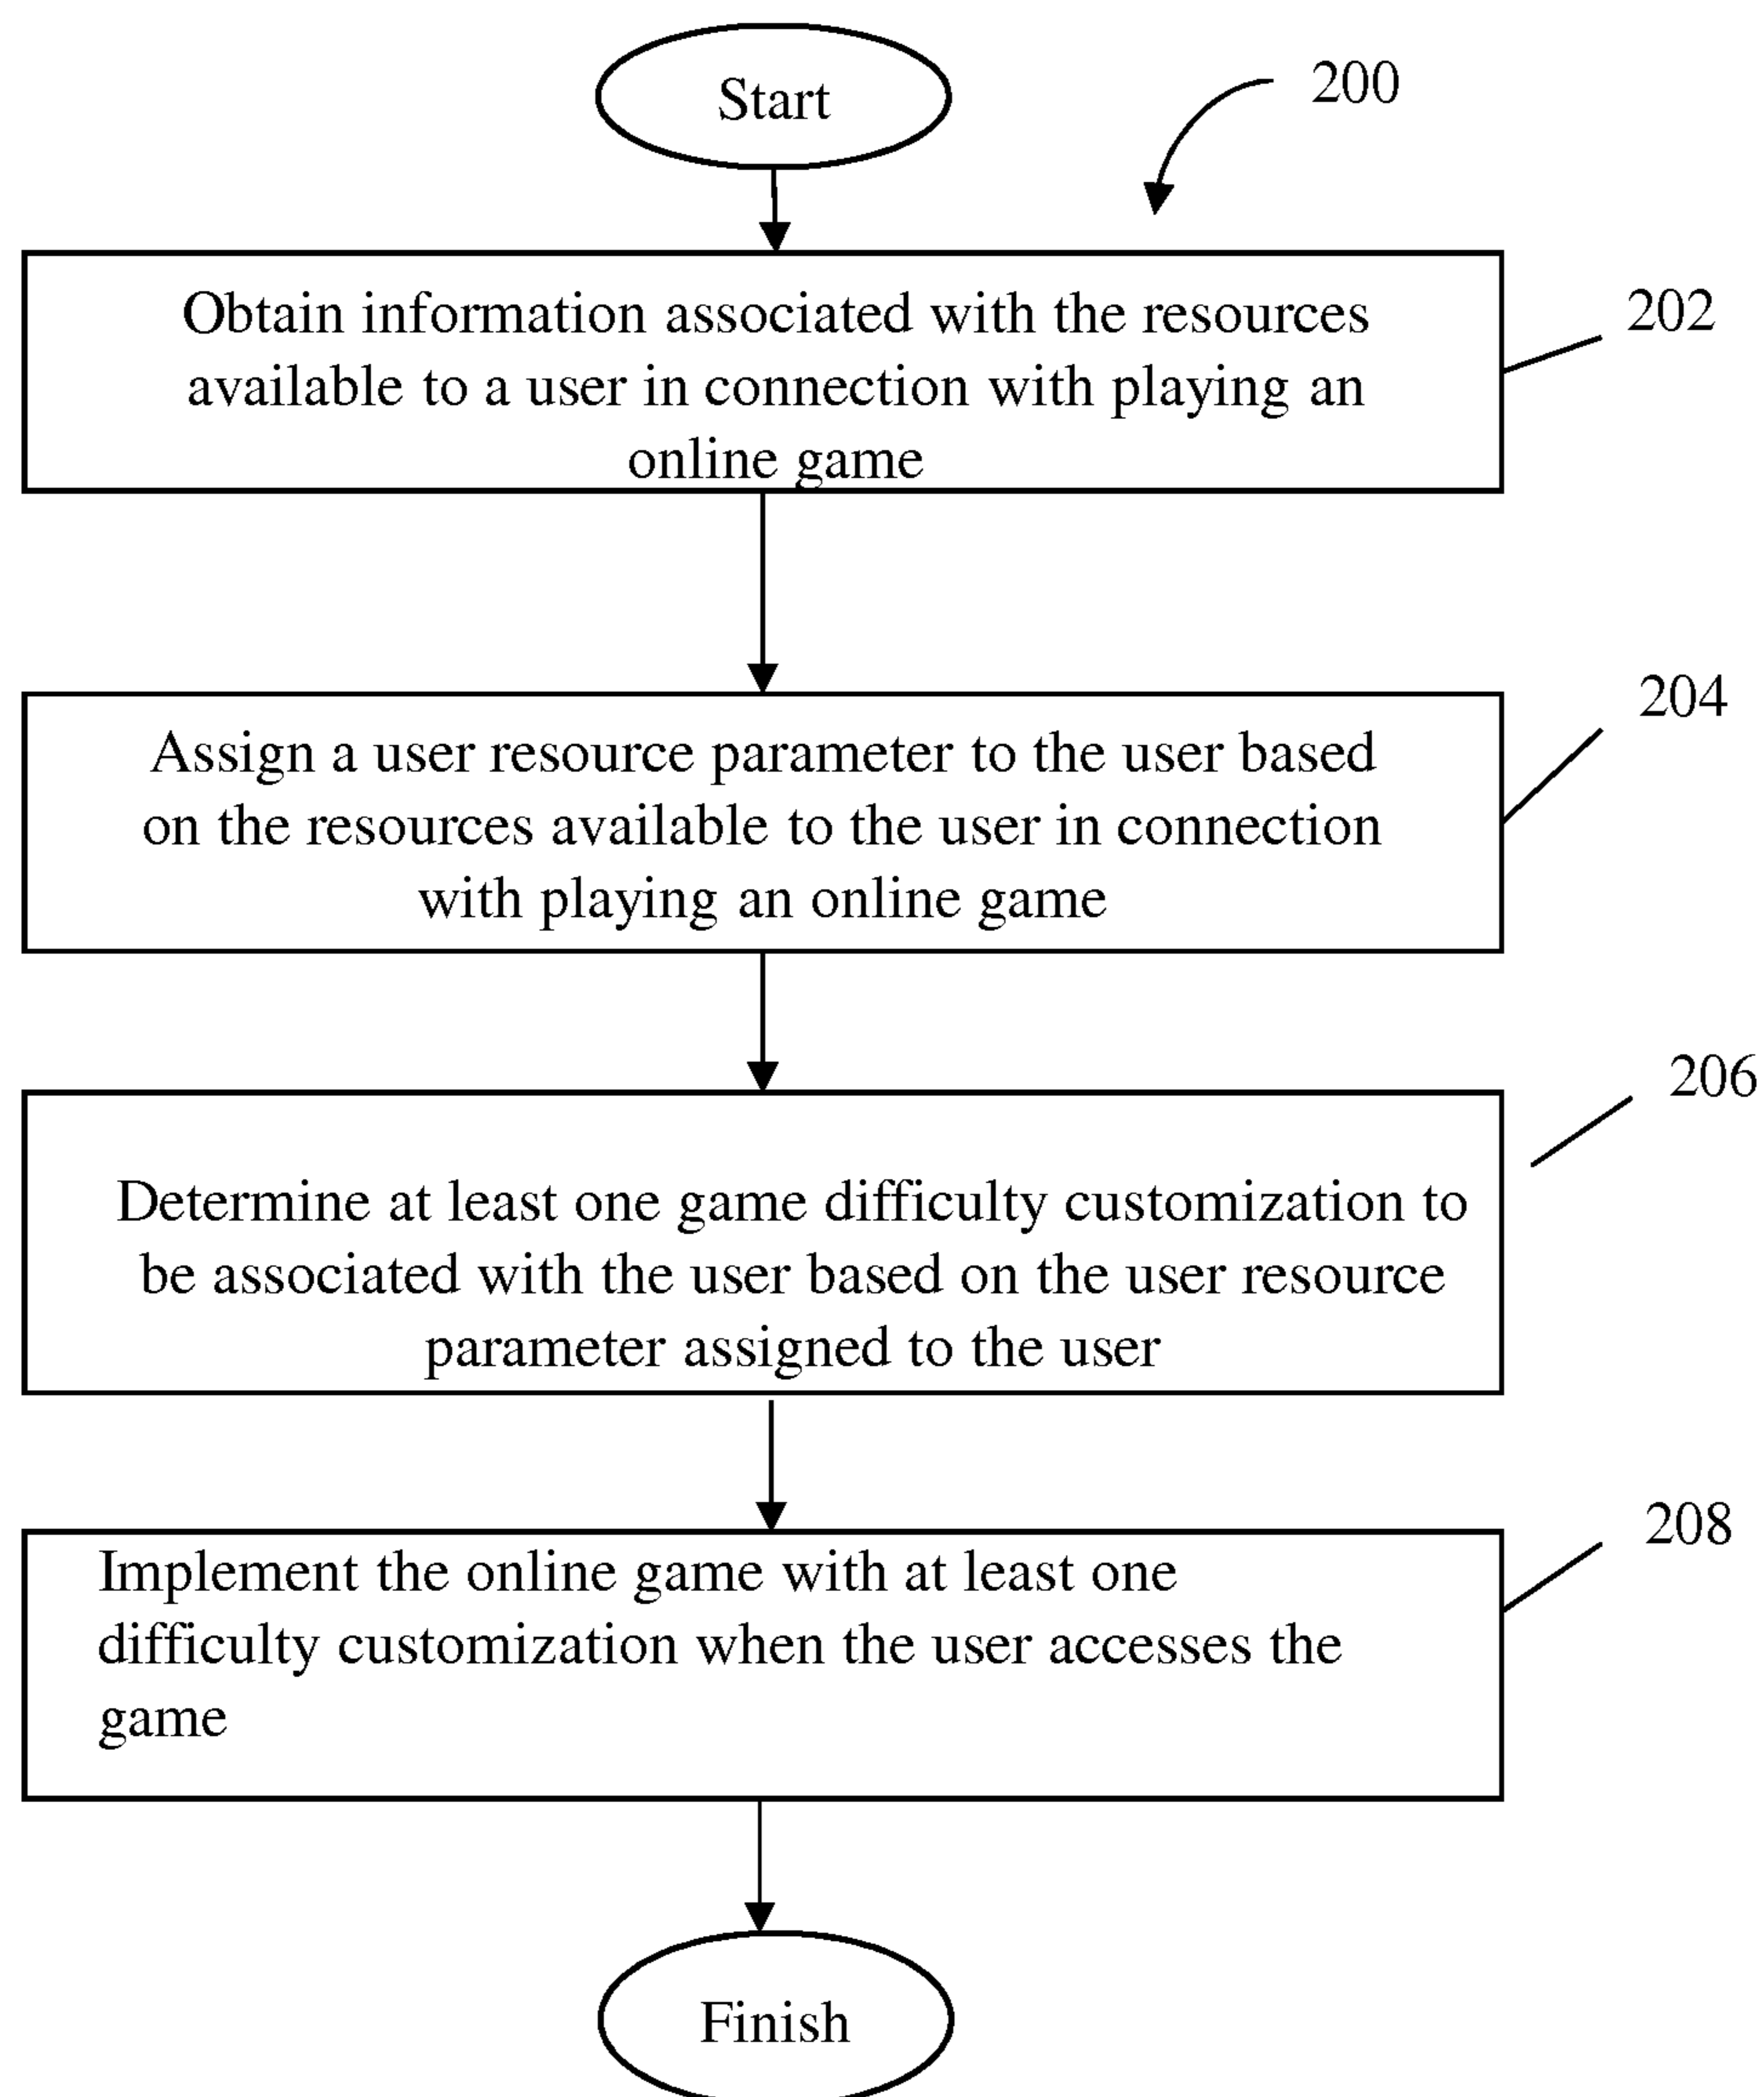 Start
200
Obtain information associated with the resources
available to a user in connection with playing an
online game
202
Assign a user resource parameter to the user based
on the resources available to the user in connection
with playing an online game
204
Determine at least one game difficulty customization to
be associated with the user based on the user resource
parameter assigned to the user
206
Implement the online game with at least one
difficulty customization when the user accesses the
game
208
Finish